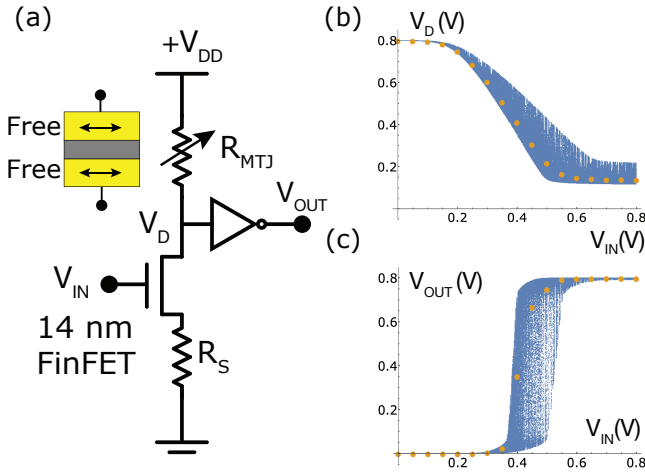 (a)
+V_DD
Free
Free
R_MTJ
V_OUT
V_D
V_IN
14 nm
FinFET
R_S
(b)
V_D(V)
0.8
0.6
0.4
0.2
0.2
0.4
0.6
0.8
V_IN(V)
(c)
V_OUT(V)
0.8
0.6
0.4
0.2
V_IN(V)
0.2
0.4
0.6
0.8